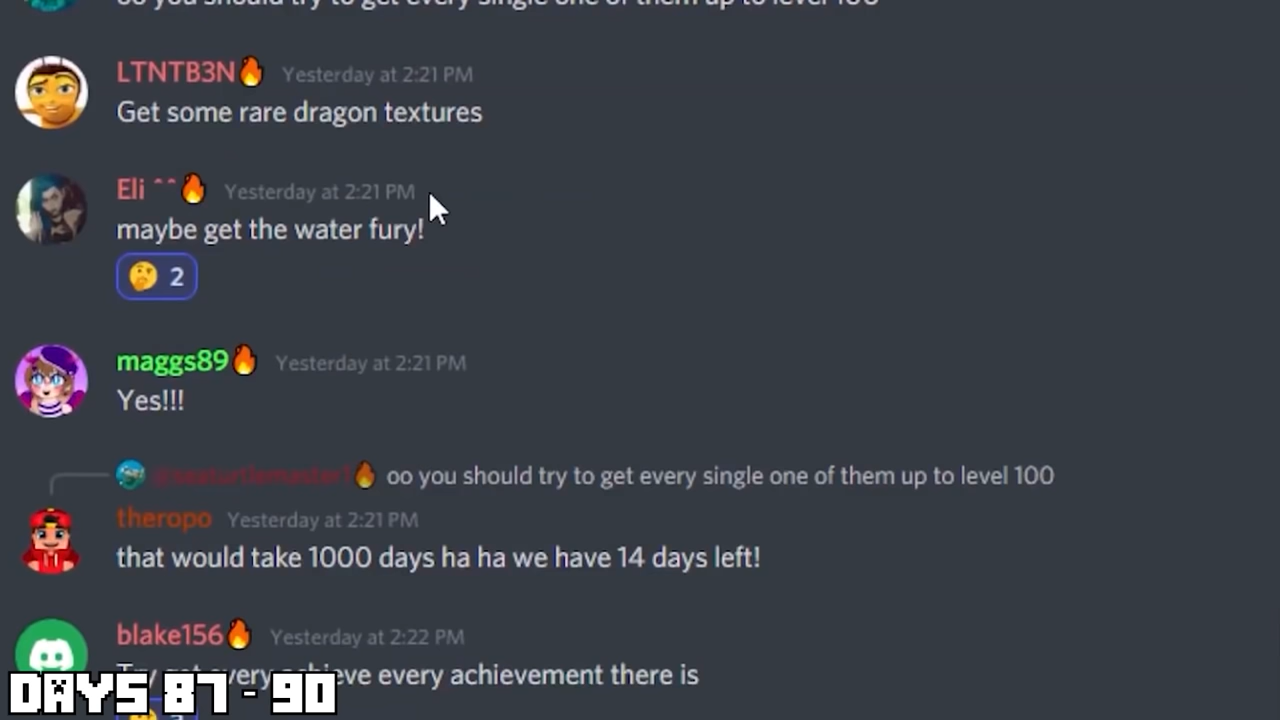 oo you should try to get every single one of them up to level 100
LTNTB3N🔥 Yesterday at 2:21 PM
Get some rare dragon textures
Eli ^^🔥 Yesterday at 2:21 PM
maybe get the water fury!
🤔 2
maggs89🔥 Yesterday at 2:21 PM
Yes!!!
@seaturtlemaster1🔥 oo you should try to get every single one of them up to level 100
theropo Yesterday at 2:21 PM
that would take 1000 days ha ha we have 14 days left!
blake156🔥 Yesterday at 2:22 PM
Try get every achieve every achievement there is
DAYS 87 - 90